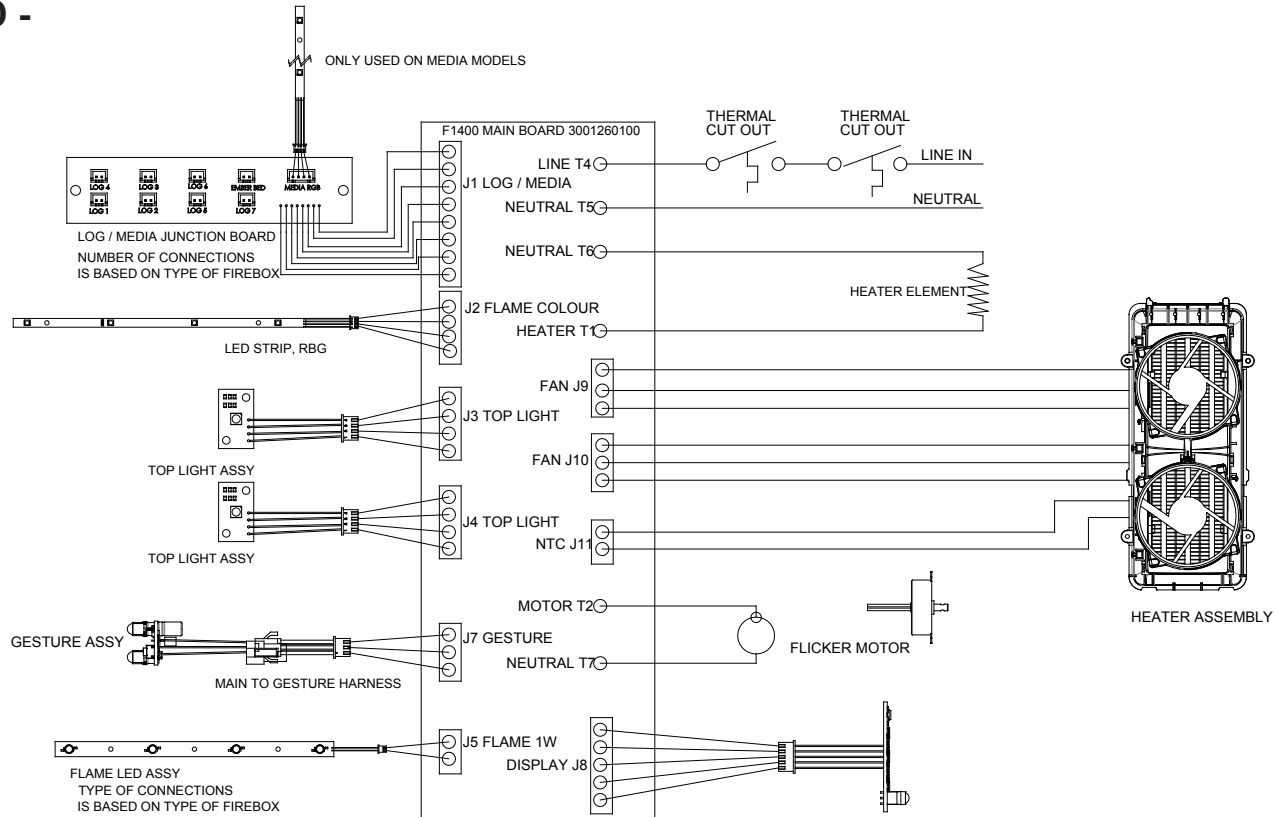 ) -
ONLY USED ON MEDIA MODELS
F1400 MAIN BOARD 3001260100
THERMAL
CUT OUT
THERMAL
CUT OUT
LINE T4
LINE IN
LOG 4
LOG 3
LOG 6
EMBER BED
MEDIA RGB
LOG 1
LOG 2
LOG 5
LOG 7
J1 LOG / MEDIA
NEUTRAL T5
NEUTRAL
LOG / MEDIA JUNCTION BOARD
NUMBER OF CONNECTIONS
IS BASED ON TYPE OF FIREBOX
NEUTRAL T6
HEATER ELEMENT
J2 FLAME COLOUR
HEATER T1
LED STRIP, RBG
FAN J9
J3 TOP LIGHT
TOP LIGHT ASSY
FAN J10
J4 TOP LIGHT
NTC J11
TOP LIGHT ASSY
MOTOR T2
HEATER ASSEMBLY
GESTURE ASSY
J7 GESTURE
FLICKER MOTOR
NEUTRAL T7
MAIN TO GESTURE HARNESS
J5 FLAME 1W
DISPLAY J8
FLAME LED ASSY
TYPE OF CONNECTIONS
IS BASED ON TYPE OF FIREBOX